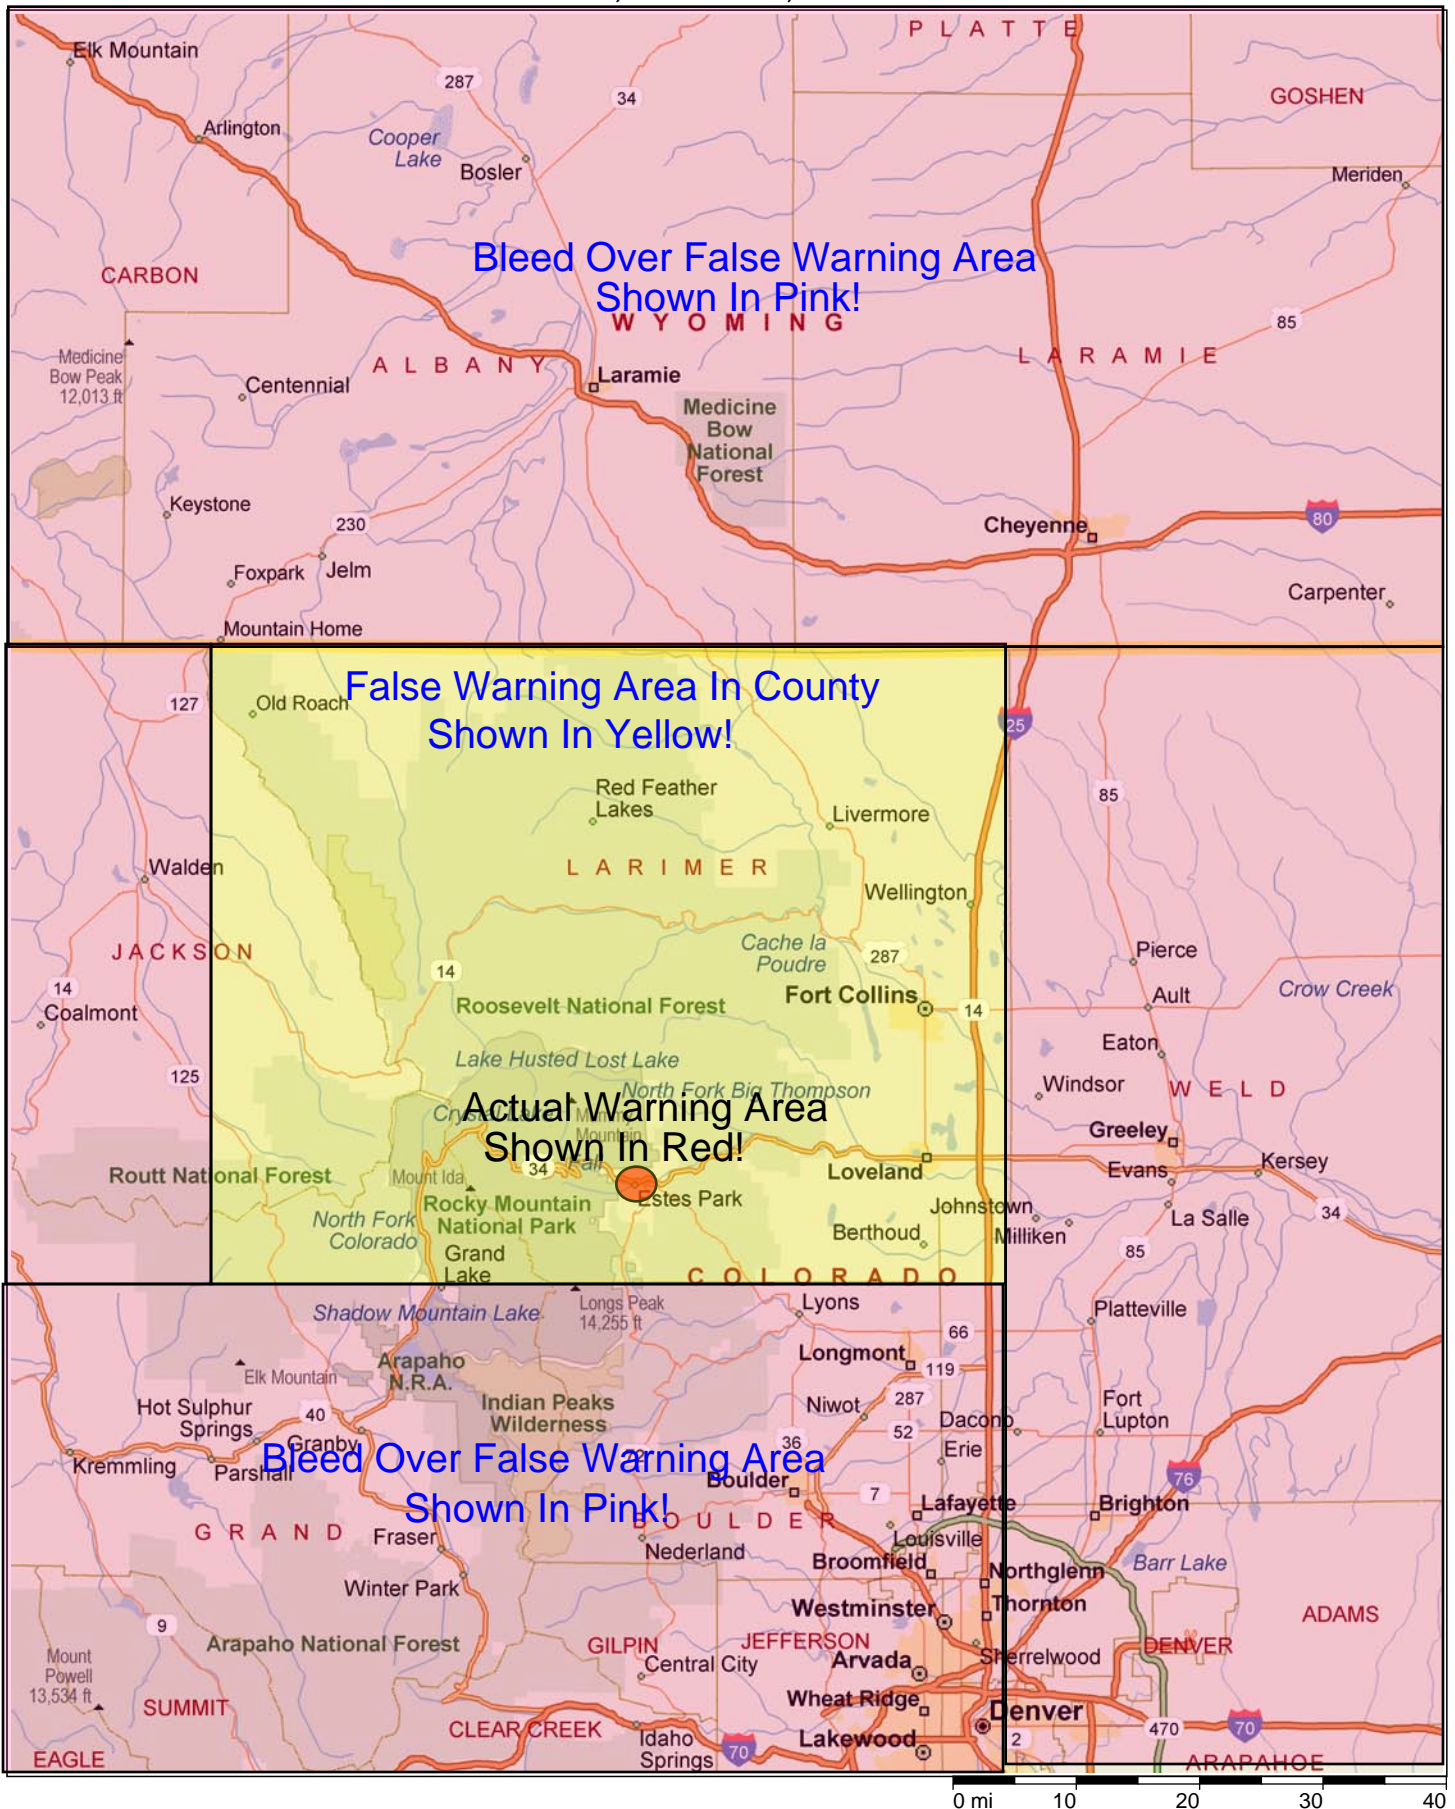 PLATTE
Elk Mountain
287
34
GOSHEN
Arlington
Cooper
Lake
Bosler
Meriden
Bleed Over False Warning Area
Shown In Pink!
CARBON
WYOMING
85
Medicine
Bow Peak
12,013 ft
ALBANY
LARAMIE
Laramie
Centennial
Medicine
Bow
National
Forest
Keystone
230
Cheyenne
80
Foxpark
Jelm
Carpenter
Mountain Home
127
Old Roach
False Warning Area In County
Shown In Yellow!
25
Red Feather
Lakes
Livermore
85
Walden
LARIMER
Wellington
JACKSON
Cache la
Poudre
287
Pierce
14
14
Coalmont
Roosevelt National Forest
Fort Collins
14
Ault
Crow Creek
Eaton
Lake Husted
Lost Lake
125
North Fork Big Thompson
Windsor
WELD
Crystal Lake
Mummy
Mountain
Actual Warning Area
Shown In Red!
Greeley
Routt National Forest
Mount Ida
34
Fall
Loveland
Evans
Kersey
Rocky Mountain
National Park
Estes Park
Johnstown
La Salle
34
North Fork
Colorado
Berthoud
Milliken
85
Grand
Lake
COLORADO
Shadow Mountain Lake
Longs Peak
14,255 ft
Lyons
Platteville
66
Longmont
119
Elk Mountain
Arapaho
N.R.A.
Indian Peaks
Wilderness
Niwot
287
Fort
Lupton
Hot Sulphur
Springs
40
Granby
Dacono
52
36
Erie
Kremmling
Parshall
72
Bleed Over False Warning Area
Shown In Pink!
Boulder
7
76
Lafayette
Brighton
GRAND
BOULDER
Fraser
Nederland
Louisville
Broomfield
Northglenn
Barr Lake
Winter Park
Westminster
Thornton
9
ADAMS
Arapaho National Forest
GILPIN
JEFFERSON
DENVER
Mount
Powell
13,534 ft
Central City
Arvada
Sherrelwood
SUMMIT
Wheat Ridge
Denver
CLEAR CREEK
Idaho
Springs
70
Lakewood
2
470
70
EAGLE
ARAPAHOE
0 mi 10 20 30 40